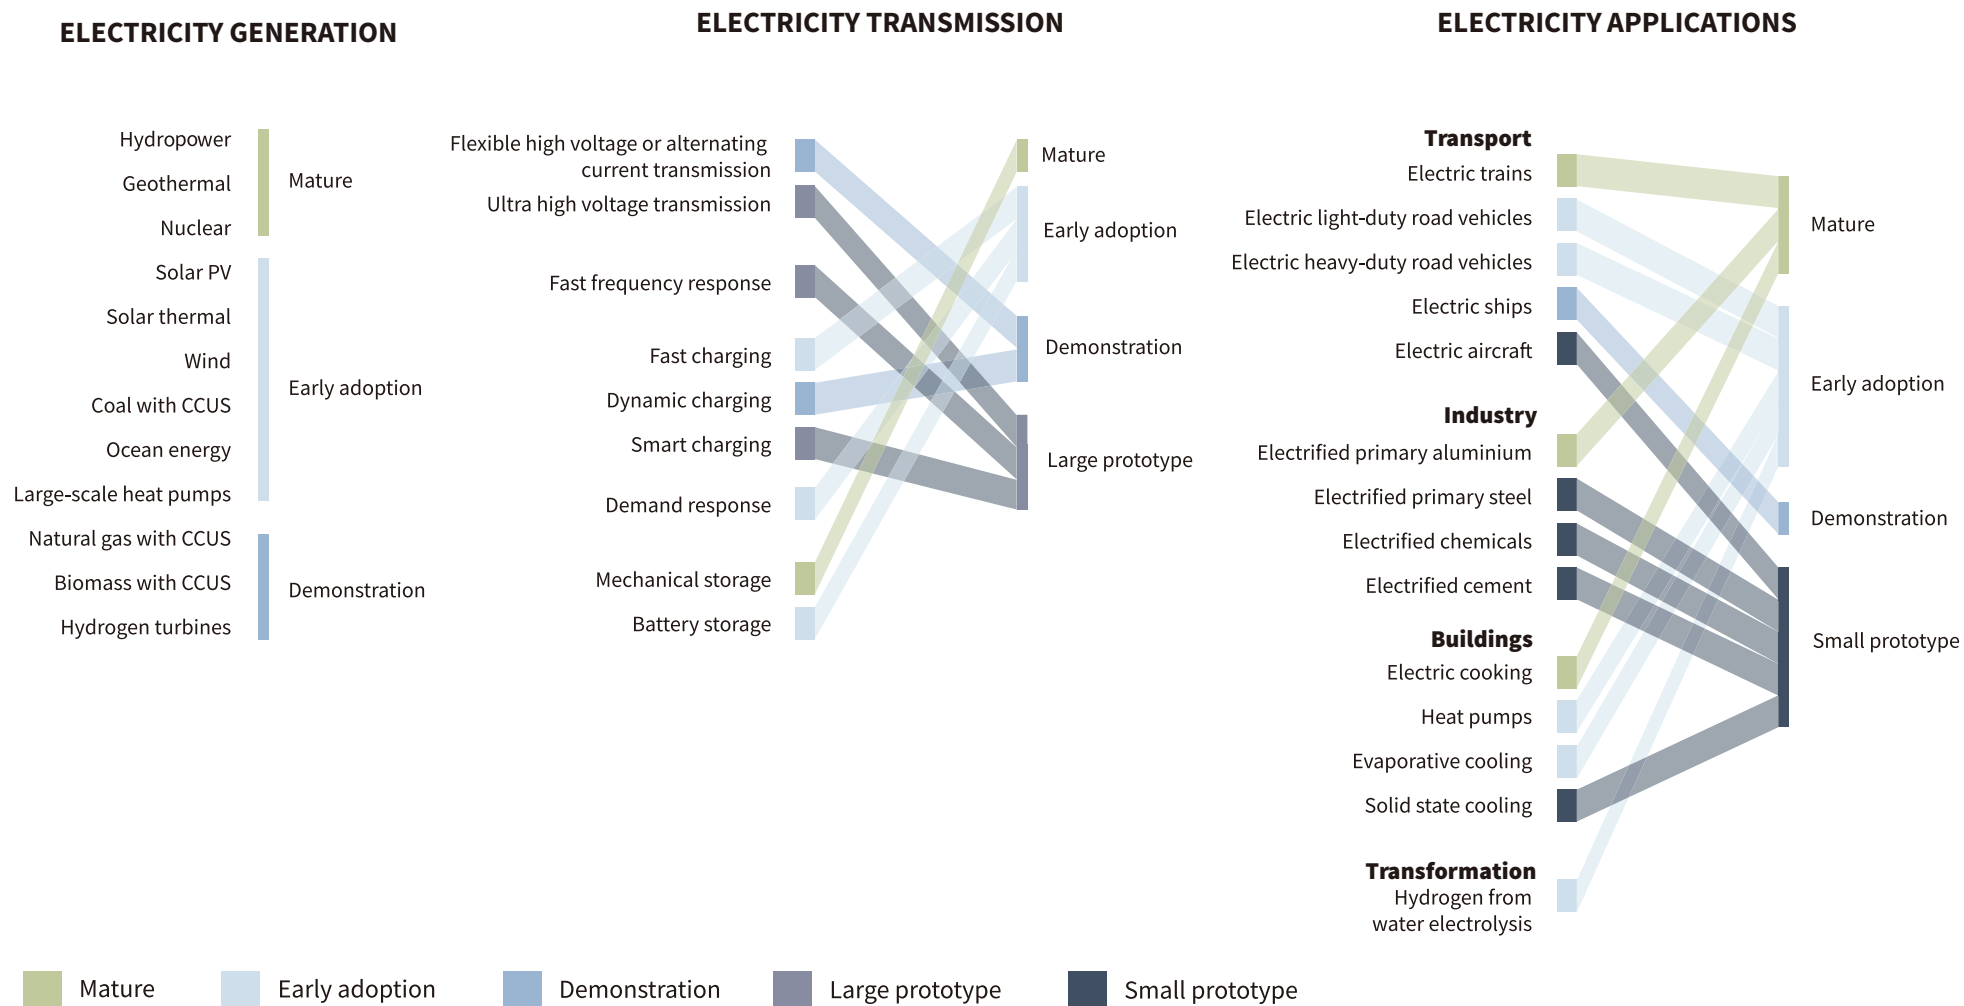 ELECTRICITY GENERATION
Hydropower
Geothermal
Nuclear
Mature
Solar PV
Solar thermal
Wind
Coal with CCUS
Ocean energy
Large-scale heat pumps
Early adoption
Natural gas with CCUS
Biomass with CCUS
Hydrogen turbines
Demonstration
ELECTRICITY TRANSMISSION
Flexible high voltage or alternating
current transmission
Ultra high voltage transmission
Fast frequency response
Fast charging
Dynamic charging
Smart charging
Demand response
Mechanical storage
Battery storage
Mature
Early adoption
Demonstration
Large prototype
ELECTRICITY APPLICATIONS
Transport
Electric trains
Electric light-duty road vehicles
Electric heavy-duty road vehicles
Electric ships
Electric aircraft
Industry
Electrified primary aluminium
Electrified primary steel
Electrified chemicals
Electrified cement
Buildings
Electric cooking
Heat pumps
Evaporative cooling
Solid state cooling
Transformation
Hydrogen from
water electrolysis
Mature
Early adoption
Demonstration
Small prototype
Mature
Early adoption
Demonstration
Large prototype
Small prototype